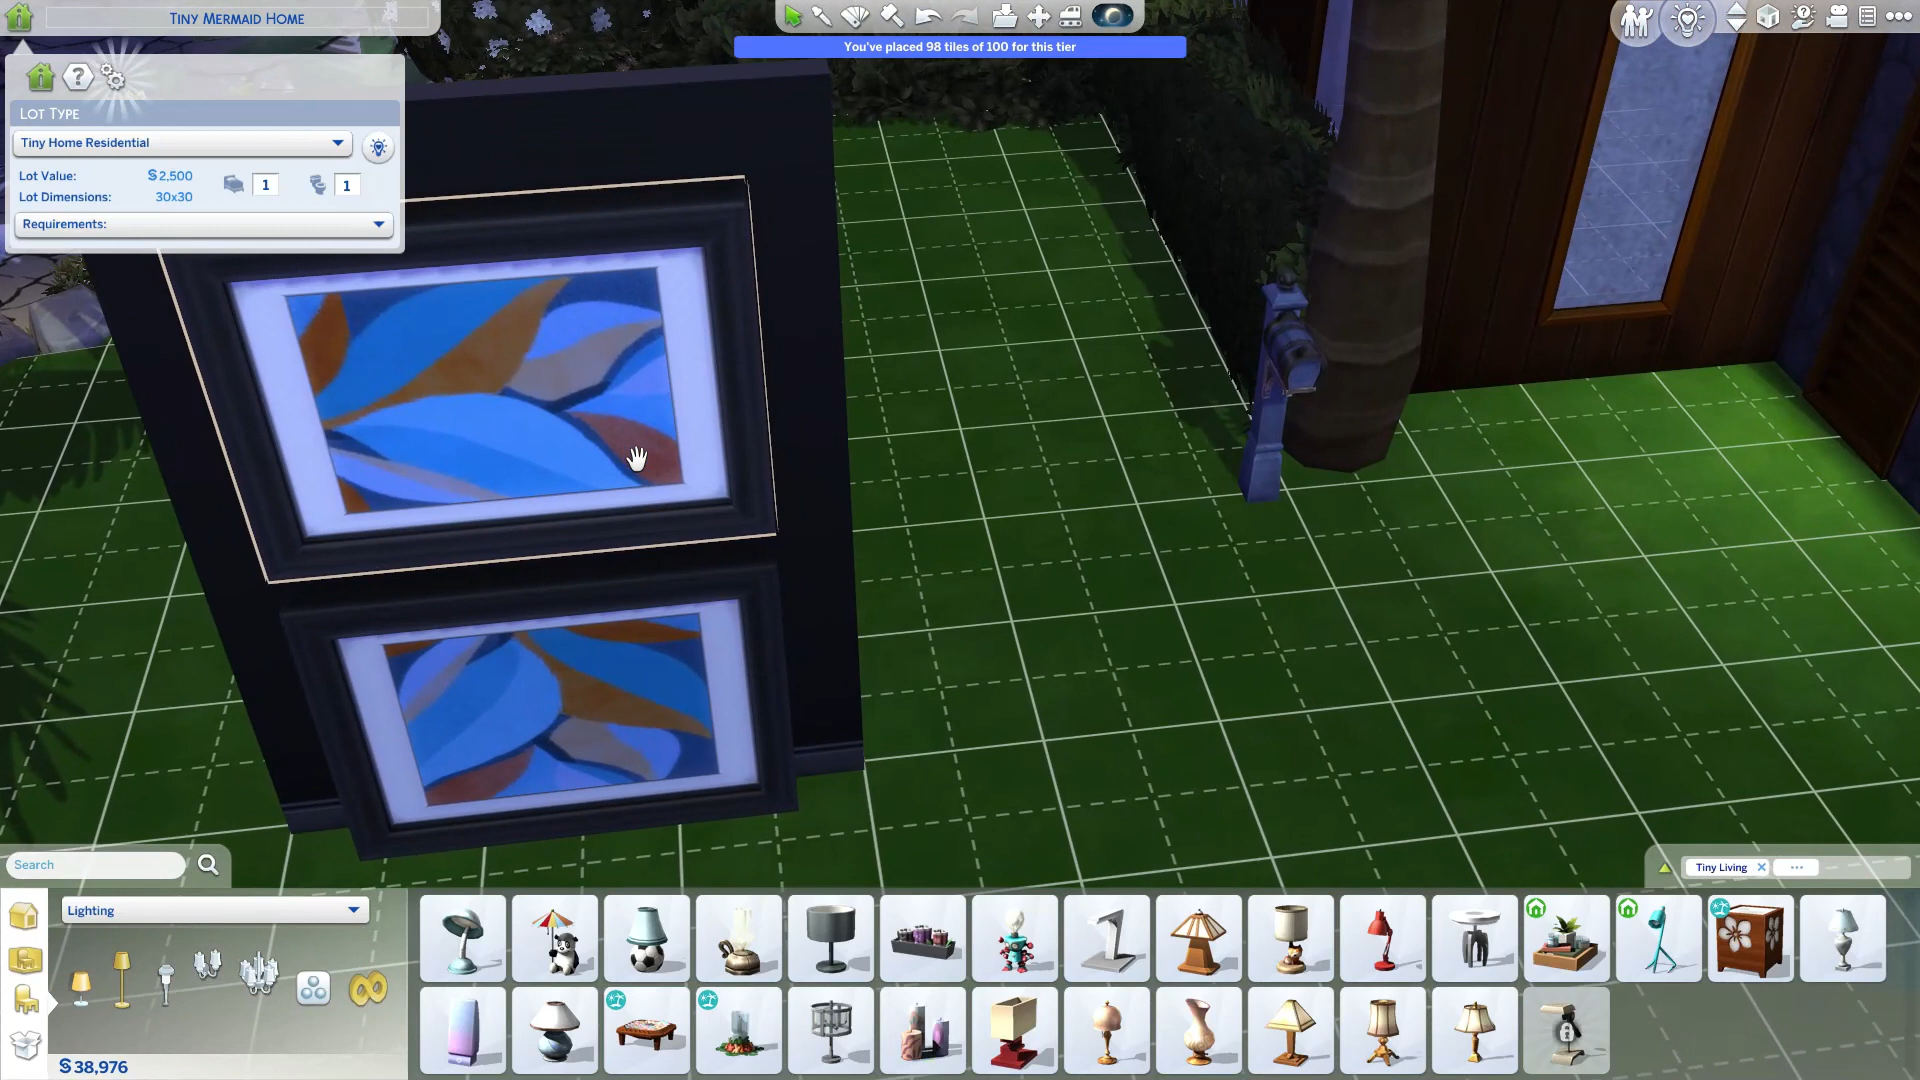 TINY MERMAID HOME
You've placed 98 tiles of 100 for this tier
LOT TYPE
Tiny Home Residential
Lot Value: §2,500
1
1
Lot Dimensions: 30x30
Requirements:
Search
Tiny Living
Lighting
§38,976